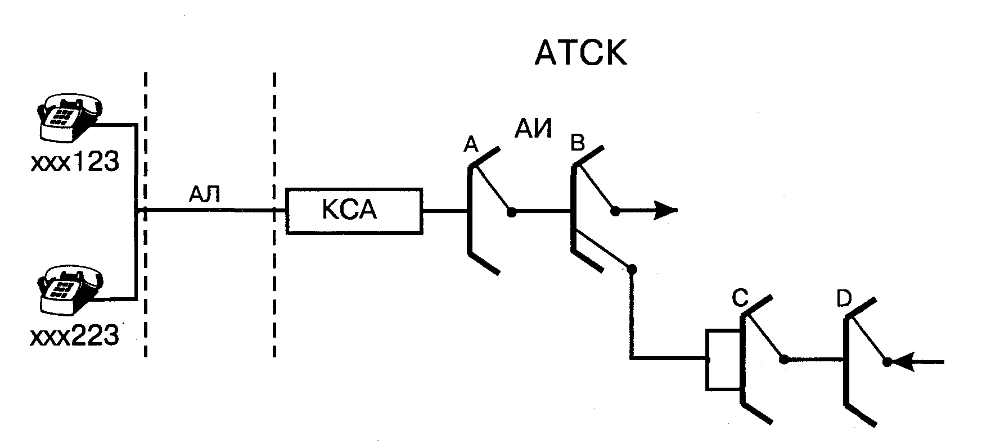 АТСК
АИ
А
В
xxx123
АЛ
КСА
С
D
xxx223